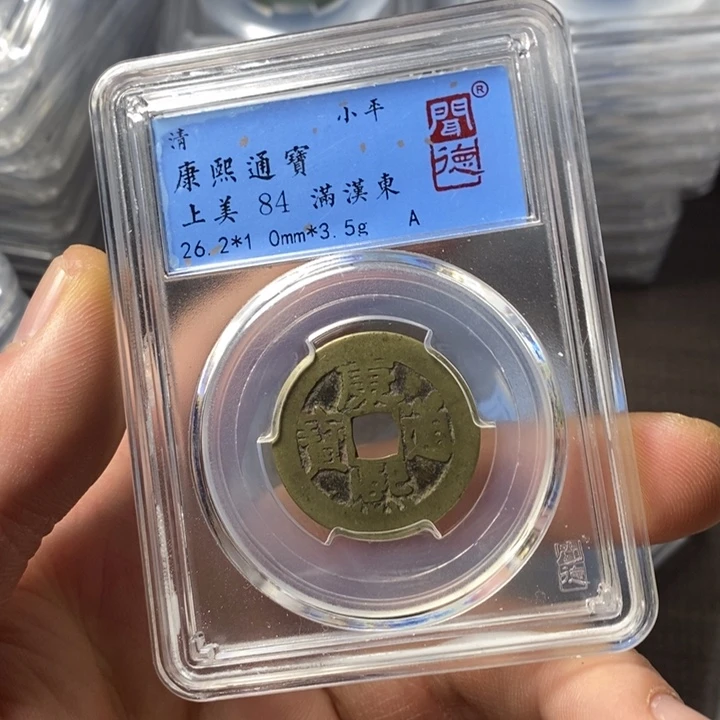 清 小平
康熙通寶
上美 84 滿漢東
26.2*1 0mm*3.5g A
聞德®
康熙通寶